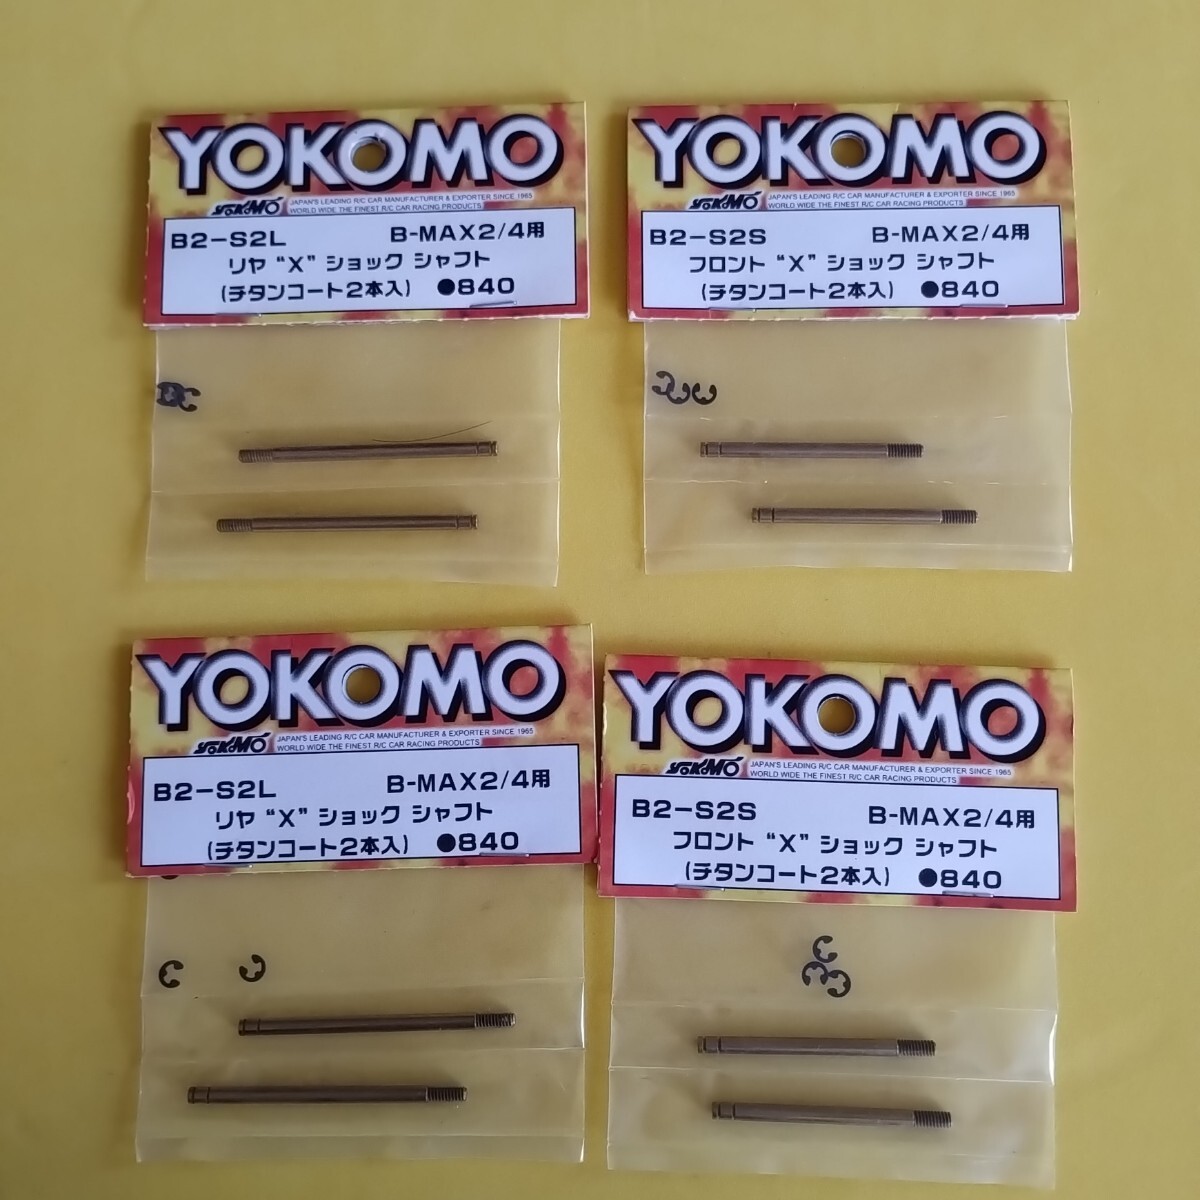 YOKOMO
YOKOMO JAPAN'S LEADING R/C CAR MANUFACTURER & EXPORTER SINCE 1965
WORLD WIDE THE FINEST R/C CAR RACING PRODUCTS
B2-S2L B-MAX2/4用
リヤ “X” ショック シャフト
(チタンコート2本入) ●840
YOKOMO
YOKOMO JAPAN'S LEADING R/C CAR MANUFACTURER & EXPORTER SINCE 1965
WORLD WIDE THE FINEST R/C CAR RACING PRODUCTS
B2-S2S B-MAX2/4用
フロント “X” ショック シャフト
(チタンコート2本入) ●840
YOKOMO
YOKOMO JAPAN'S LEADING R/C CAR MANUFACTURER & EXPORTER SINCE 1965
WORLD WIDE THE FINEST R/C CAR RACING PRODUCTS
B2-S2L B-MAX2/4用
リヤ “X” ショック シャフト
(チタンコート2本入) ●840
YOKOMO
YOKOMO JAPAN'S LEADING R/C CAR MANUFACTURER & EXPORTER SINCE 1965
WORLD WIDE THE FINEST R/C CAR RACING PRODUCTS
B2-S2S B-MAX2/4用
フロント “X” ショック シャフト
(チタンコート2本入) ●840